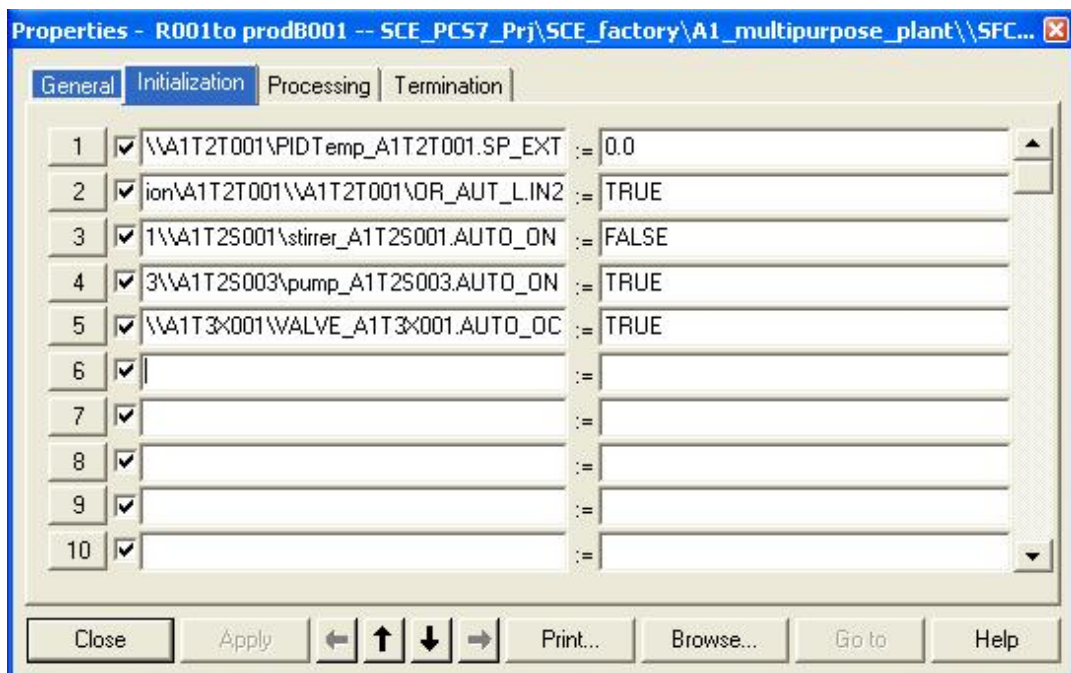 Properties - R001to prodB001 -- SCE_PCS7_Prj\SCE_factory\A1_multipurpose_plant\\SFC...
General Initialization Processing Termination
1 \\A1T2T001\PIDTemp_A1T2T001.SP_EXT := 0.0
2 ion\A1T2T001\\A1T2T001\OR_AUT_L.IN2 := TRUE
3 1\\A1T2S001\stirrer_A1T2S001.AUTO_ON := FALSE
4 3\\A1T2S003\pump_A1T2S003.AUTO_ON := TRUE
5 \\A1T3X001\VALVE_A1T3X001.AUTO_OC := TRUE
6 :=
7 :=
8 :=
9 :=
10 :=
Close Apply Print... Browse... Go to Help